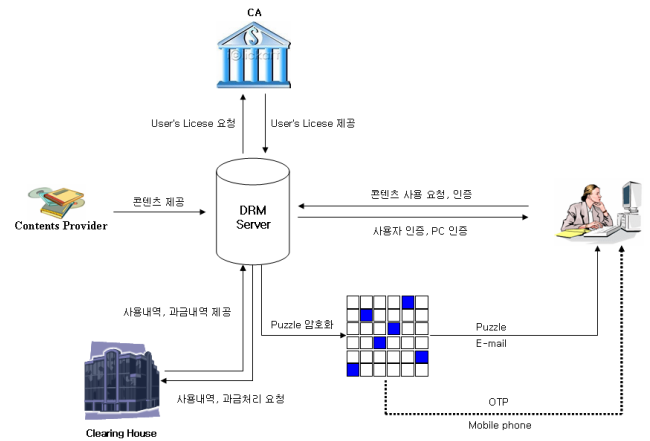 CA
User's Licese 요청
User's Licese 제공
콘텐츠 제공
DRM
Server
콘텐츠 사용 요청, 인증
사용자 인증, PC 인증
Contents Provider
사용내역, 과금내역 제공
Puzzle 암호화
Puzzle
E-mail
사용내역, 과금처리 요청
OTP
Mobile phone
Clearing House